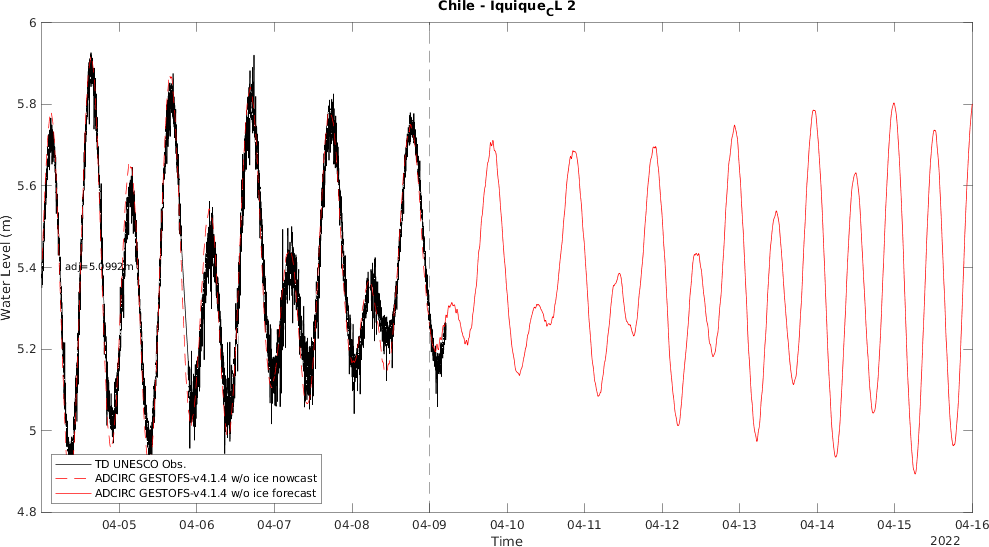 Chile - Iquique_CL 2
6
5.8
5.6
5.4
5.2
5
4.8
Water Level (m)
adj=5.0992m
TD UNESCO Obs.
ADCIRC GESTOFS-v4.1.4 w/o ice nowcast
ADCIRC GESTOFS-v4.1.4 w/o ice forecast
04-05 04-06 04-07 04-08 04-09 04-10 04-11 04-12 04-13 04-14 04-15 04-16
Time
2022